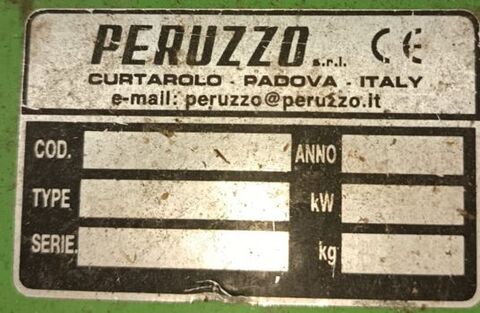 PERUZZO s.r.l. CE
CURTAROLO - PADOVA - ITALY
e-mail: peruzzo@peruzzo.it
COD. ANNO
TYPE kW
SERIE. kg